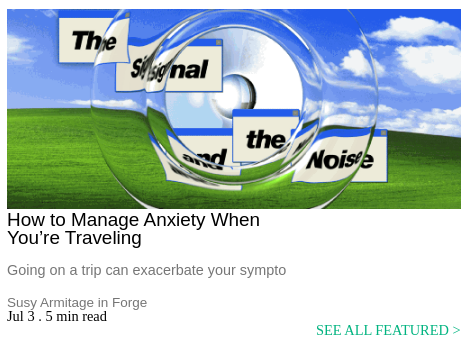 The
Signal
and
the
Noise
How to Manage Anxiety When
You’re Traveling
Going on a trip can exacerbate your sympto
Susy Armitage in Forge
Jul 3 . 5 min read
SEE ALL FEATURED >